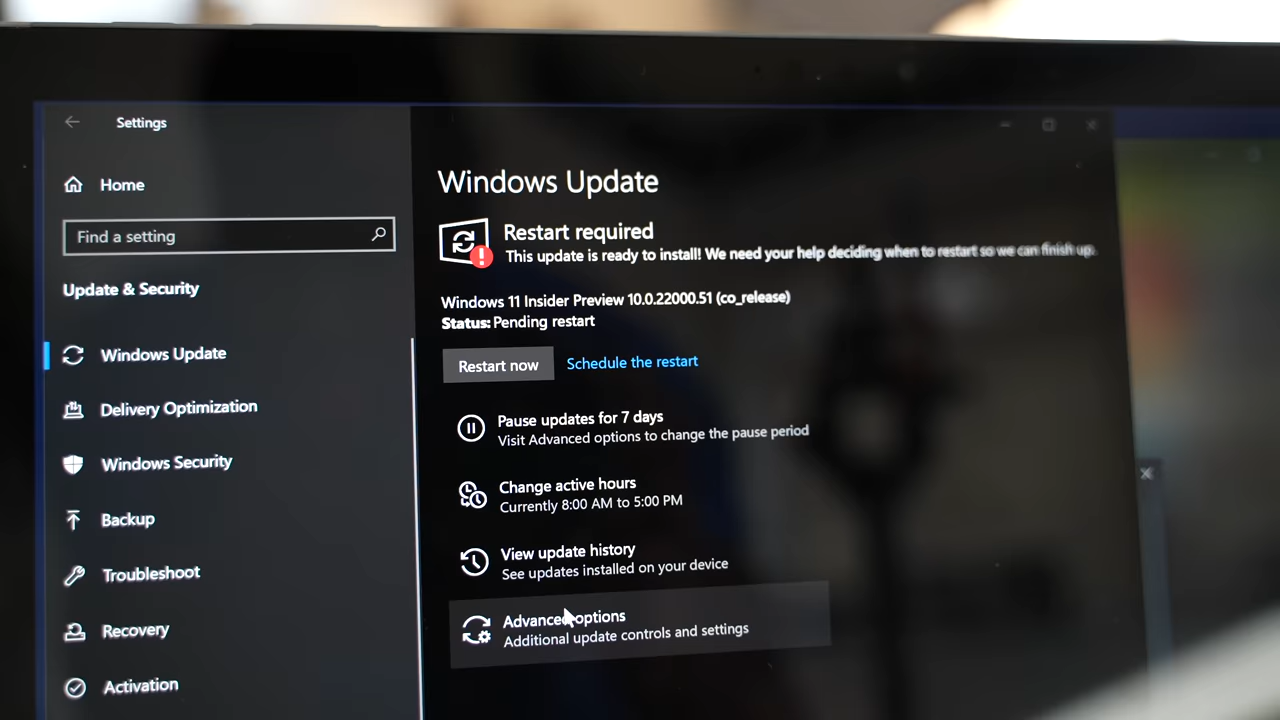 Settings
Home
Find a setting
Update & Security
Windows Update
Delivery Optimization
Windows Security
Backup
Troubleshoot
Recovery
Activation
Windows Update
Restart required
This update is ready to install! We need your help deciding when to restart so we can finish up.
Windows 11 Insider Preview 10.0.22000.51 (co_release)
Status: Pending restart
Restart now
Schedule the restart
Pause updates for 7 days
Visit Advanced options to change the pause period
Change active hours
Currently 8:00 AM to 5:00 PM
View update history
See updates installed on your device
Advanced options
Additional update controls and settings